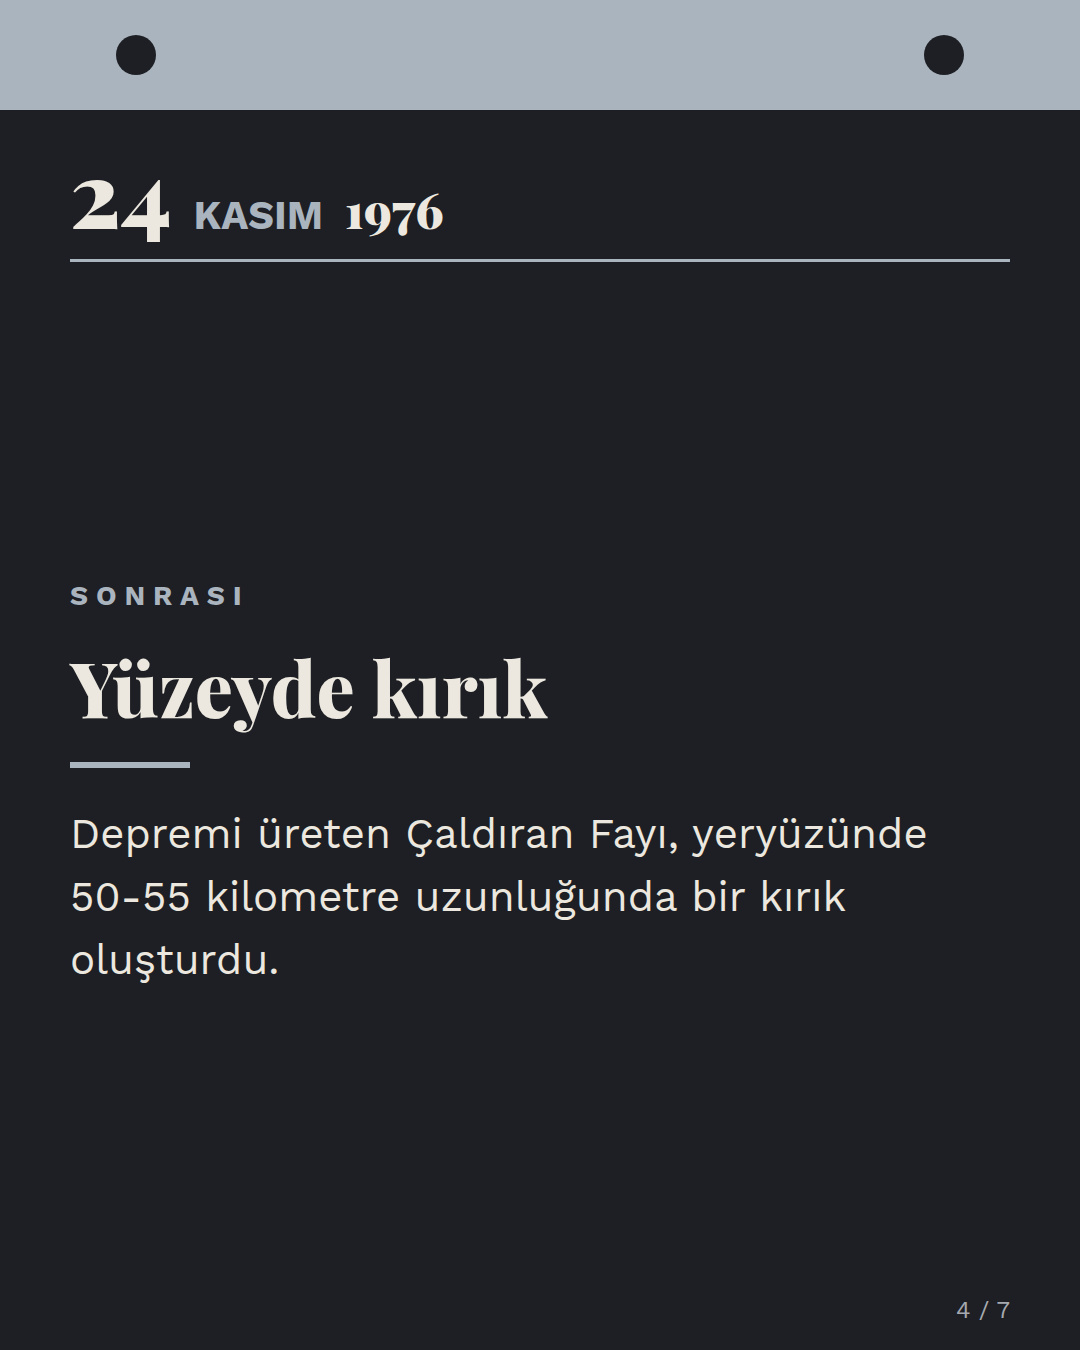 24 KASIM 1976
SONRASI
Yüzeyde kırık
Depremi üreten Çaldıran Fayı, yeryüzünde
50-55 kilometre uzunluğunda bir kırık
oluşturdu.
4 / 7